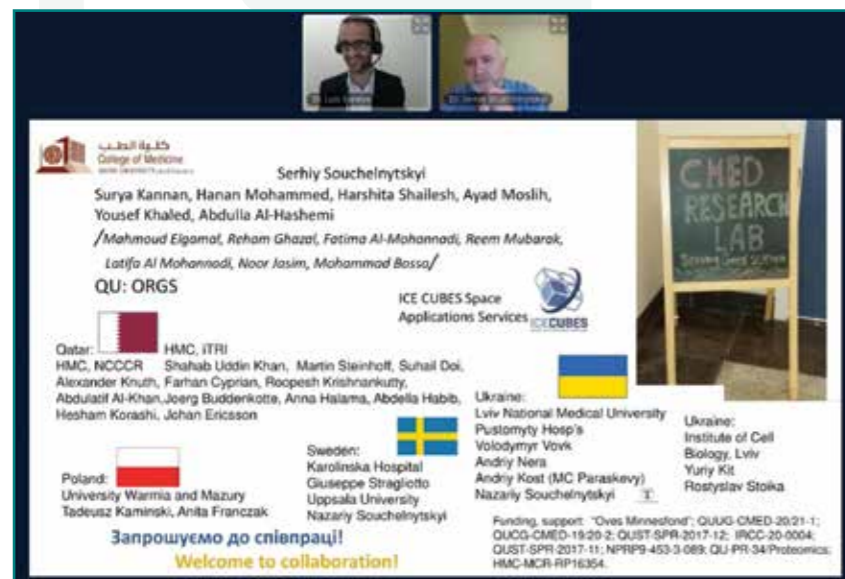 كلية الطب
College of Medicine
Serhiy Souchelnytskyi
Surya Kannan, Hanan Mohammed, Harshita Shailesh, Ayad Moslih,
Yousef Khaled, Abdulla Al-Hashemi
/Mahmoud Elgamal, Reham Ghazal, Fatima Al-Mohannadi, Reem Mubarak,
Latifa Al Mohannadi, Noor Jasim, Mohammad Bassa/
QU: ORGS
ICE CUBES Space
Applications Services
ICECUBES
CMED
RESEARCH
LAB
Qatar:
HMC, iTRI
HMC, NCCCR Shahab Uddin Khan, Martin Steinhoff, Suhail Doi,
Alexander Knuth, Farhan Cyprian, Roopesh Krishnankutty,
Abdulatif Al-Khan, Joerg Buddenkotte, Anna Halama, Abdella Habib,
Hesham Korashi, Johan Ericsson
Poland:
University Warmia and Mazury
Tadeusz Kaminski, Anita Franczak
Sweden:
Karolinska Hospital
Giuseppe Stragliotto
Uppsala University
Nazariy Souchelnytskyi
Ukraine:
Lviv National Medical University
Pustomyty Hosp's
Volodymyr Vovk
Andriy Nera
Andriy Kost (MC Paraskevy)
Nazariy Souchelnytskyi
Ukraine:
Institute of Cell
Biology, Lviv
Yuriy Kit
Rostyslav Stoika
Запрошуємо до співпраці!
Welcome to collaboration!
Funding, support: "Oves Minnesfond"; QUUG-CMED-20/21-1;
QUCG-CMED-19/20-2; QUST-SPR-2017-12; IRCC-20-0004;
QUST-SPR-2017-11; NPRP9-453-3-089; QU-PR-34/Proteomics;
HMC-MCR-RP16354.